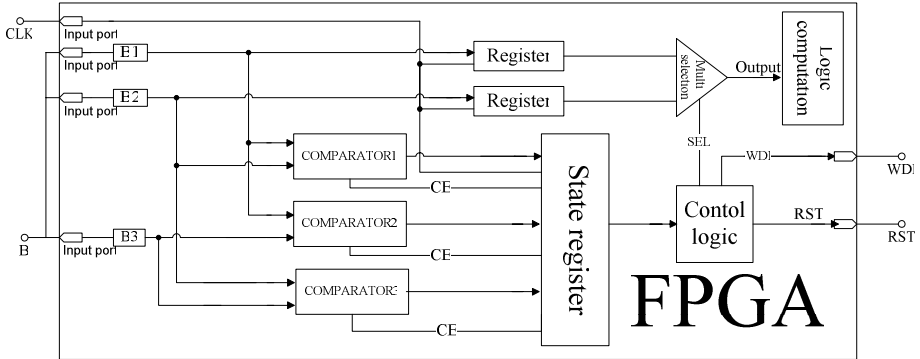 CLK
Input port
E1
Input port
E2
Input port
B
B3
Input port
Register
Register
Multi selection
Output
Logic computation
COMPARATOR1
CE
COMPARATOR2
CE
COMPARATOR3
CE
State register
SEL
Contol logic
WDI
WDI
RST
RST
FPGA